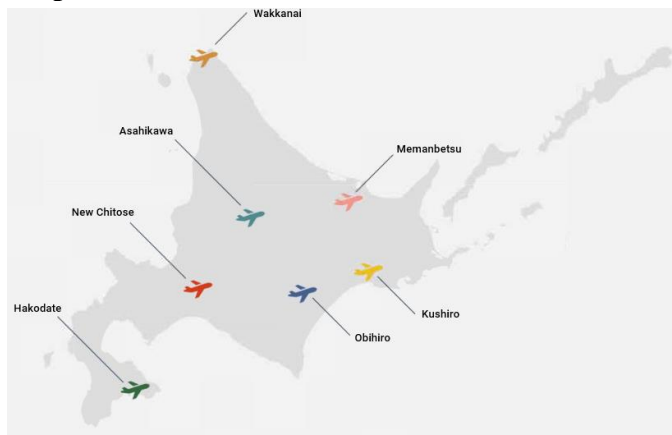 Wakkanai
Asahikawa
Memanbetsu
New Chitose
Hakodate
Kushiro
Obihiro